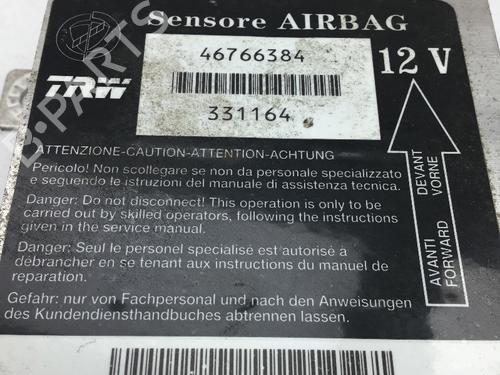 Sensore AIRBAG
46766384
12 V
TRW
331164
B-PARTS
ATTENZIONE-CAUTION-ATTENTION-ACHTUNG
Pericolo! Non scollegare se non da personale specializzato
e seguendo le istruzioni del manuale di assistenza tecnica.
Danger: Do not disconnect! This operation is only to be
carried out by skilled operators, following the instructions
given in the service manual.
Danger: Seul le personel specialisé est autorisé à
débrancher en se tenant aux instructions du manuel de
reparation.
Gefahr: nur von Fachpersonal und nach den Anweisungen
des Kundendiensthandbuches abtrennen lassen.
DEVANT
VORNE
AVANTI
FORWARD